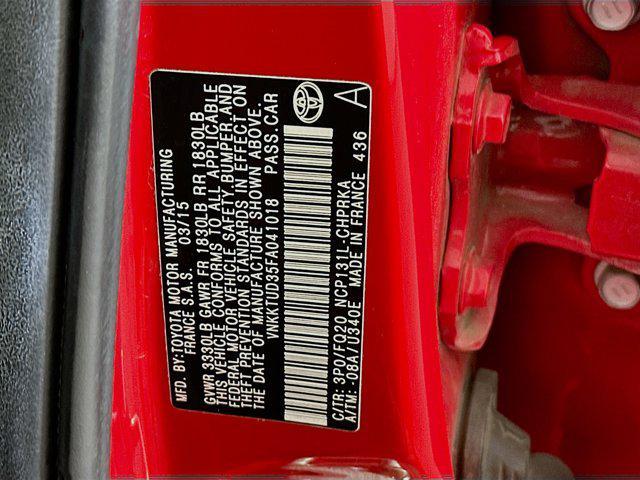 MFD. BY:TOYOTA MOTOR MANUFACTURING
FRANCE S.A.S. 03/15
GVWR 3330LB GAWR FR 1830LB RR 1830LB
THIS VEHICLE CONFORMS TO ALL APPLICABLE
FEDERAL MOTOR VEHICLE SAFETY, BUMPER, AND
THEFT PREVENTION STANDARDS IN EFFECT ON
THE DATE OF MANUFACTURE SHOWN ABOVE.
VNKKTUD35FA041018 PASS. CAR
C/TR: 3P0/FQ20 NCP131L-CHPRKA A
A/TM: -08A/U340E MADE IN FRANCE 436